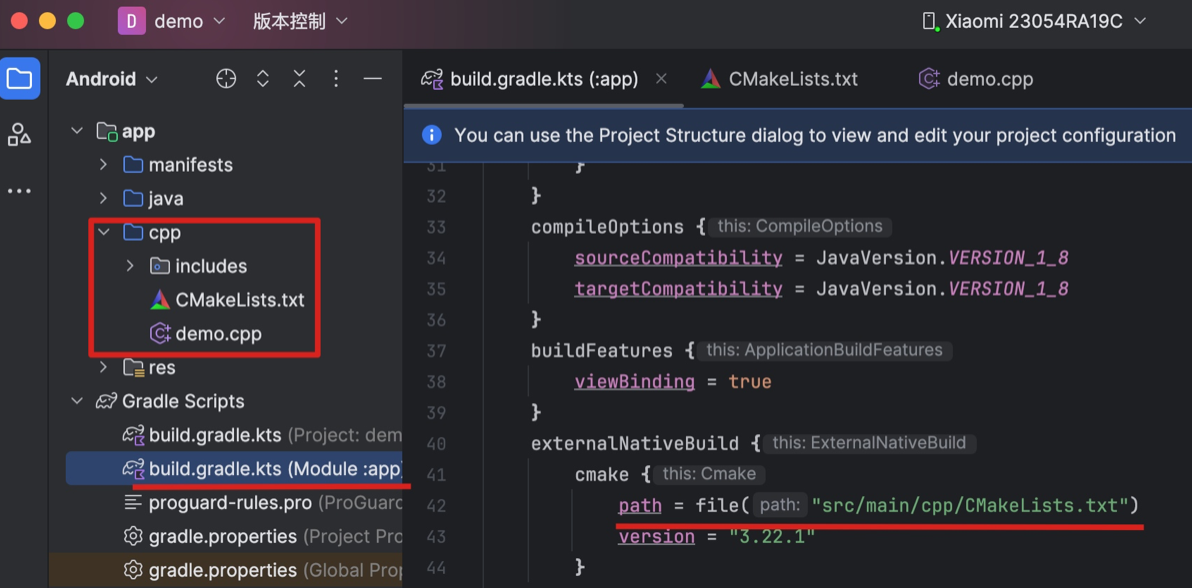 D demo 版本控制 Xiaomi 23054RA19C
Android
app
manifests
java
cpp
includes
CMakeLists.txt
demo.cpp
res
Gradle Scripts
build.gradle.kts (Project: dem
build.gradle.kts (Module :app)
proguard-rules.pro (ProGuard
gradle.properties (Project Pro
gradle.properties (Global Prop
build.gradle.kts (:app) CMakeLists.txt demo.cpp
You can use the Project Structure dialog to view and edit your project configuration
31 }
32 }
33 compileOptions { this: CompileOptions
34 sourceCompatibility = JavaVersion.VERSION_1_8
35 targetCompatibility = JavaVersion.VERSION_1_8
36 }
37 buildFeatures { this: ApplicationBuildFeatures
38 viewBinding = true
39 }
40 externalNativeBuild { this: ExternalNativeBuild
41 cmake { this: Cmake
42 path = file( path: "src/main/cpp/CMakeLists.txt")
43 version = "3.22.1"
44 }